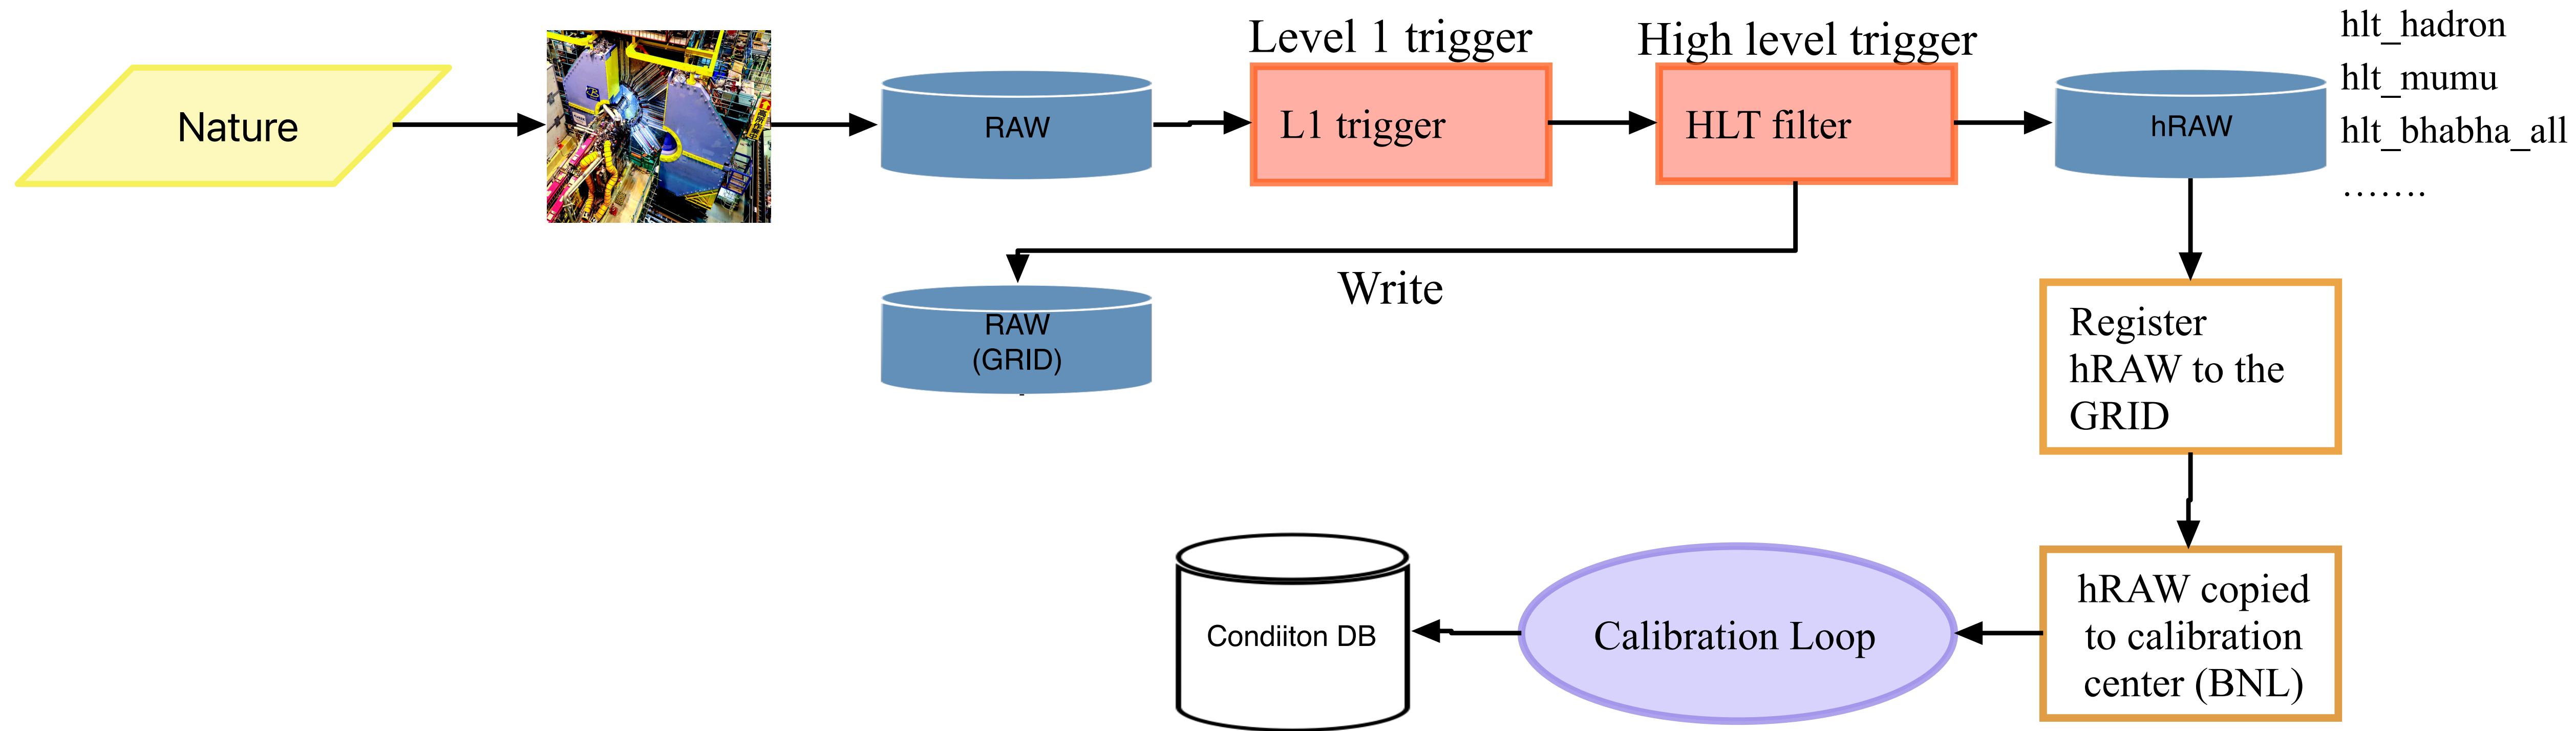 Nature
RAW
Level 1 trigger
L1 trigger
High level trigger
HLT filter
hRAW
hlt_hadron
hlt_mumu
hlt_bhabha_all
.......
Write
RAW
(GRID)
Register
hRAW to the
GRID
hRAW copied
to calibration
center (BNL)
Calibration Loop
Condiiton DB